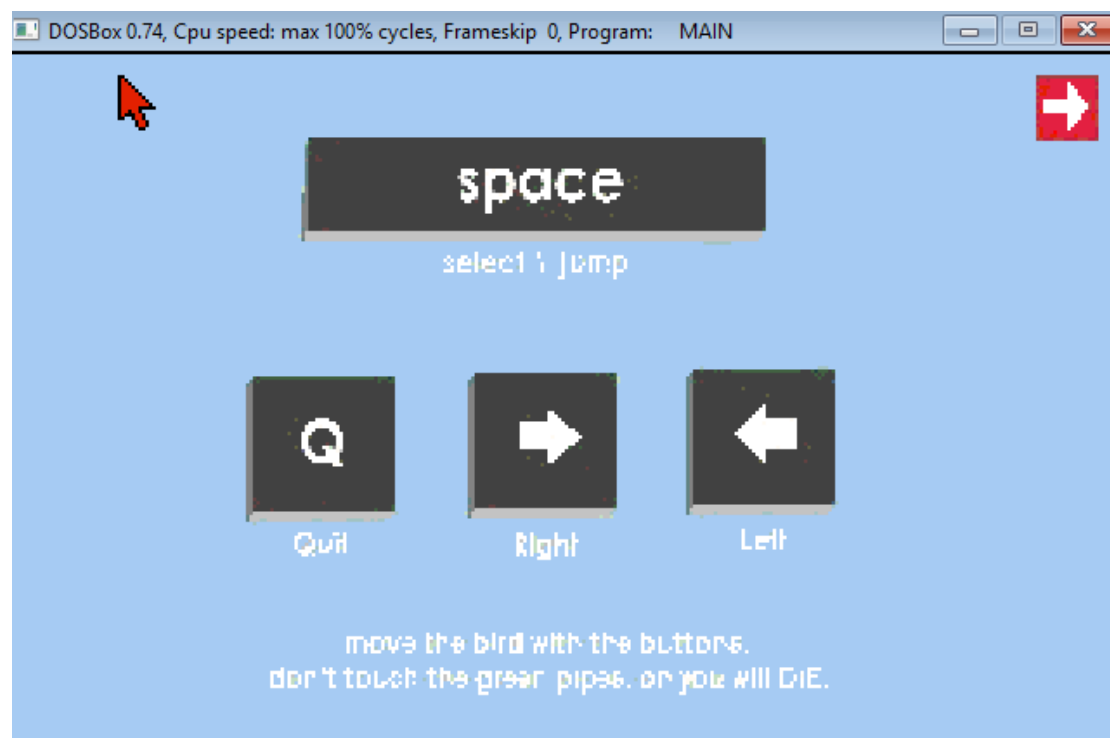 DOSBox 0.74, Cpu speed: max 100% cycles, Frameskip 0, Program: MAIN
space
select \ jump
Q
Quit
Right
Left
move the bird with the buttons.
don't touch the green pipes. or you will DIE.